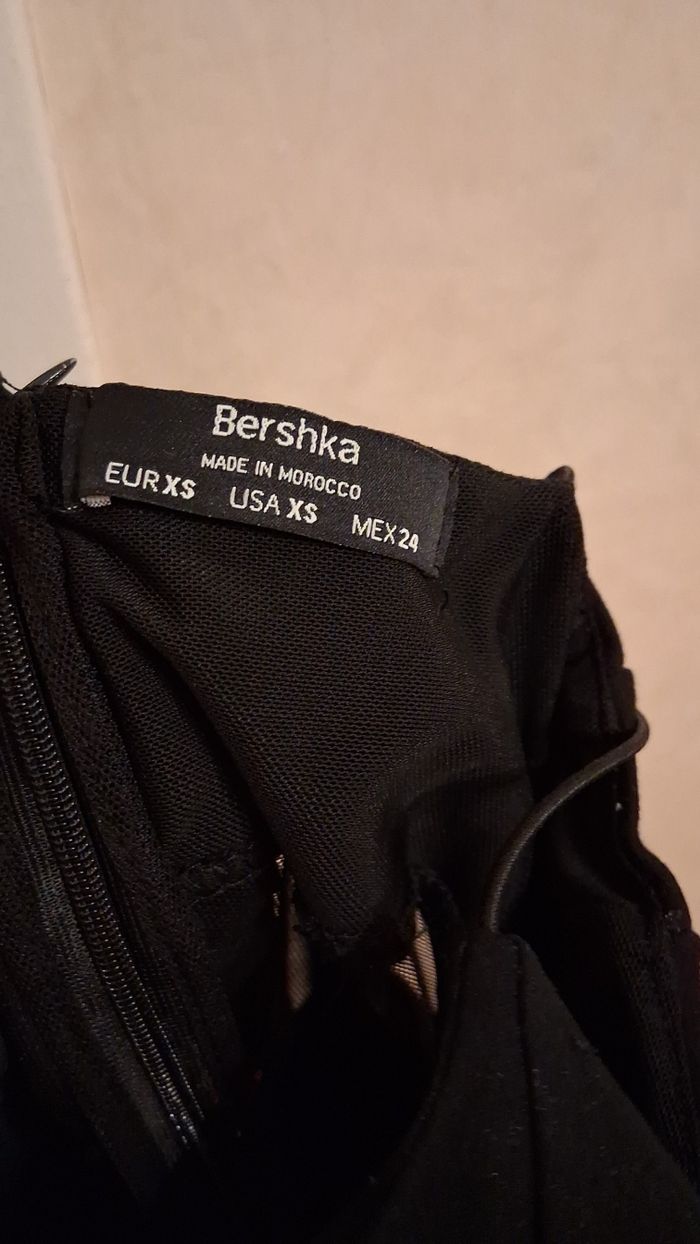 Bershka
MADE IN MOROCCO
EUR XS USA XS MEX 24